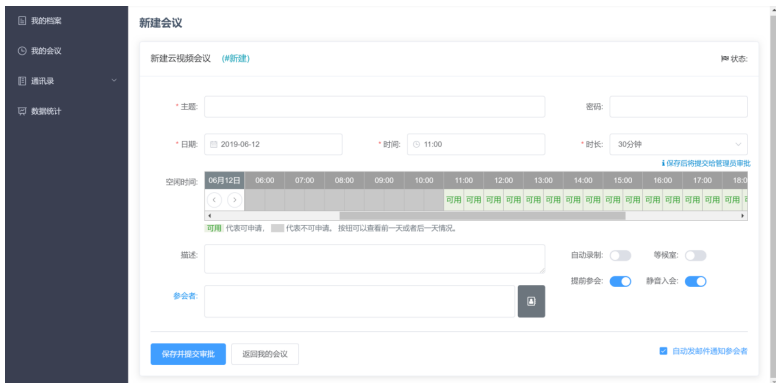 我的档案
我的会议
通讯录
数据统计
新建会议
新建云视频会议 (#新建)
状态:
* 主题:
密码:
* 日期: 2019-06-12
* 时间: 11:00
* 时长: 30分钟
保存后将提交给管理员审批
空闲时间:
06月12日 06:00 07:00 08:00 09:00 10:00 11:00 12:00 13:00 14:00 15:00 16:00 17:00 18:0
可用 可用 可用 可用 可用 可用 可用 可用 可用 可用 可用 可用 可用 可用 可用
可用 代表可申请, 代表不可申请。 按钮可以查看前一天或者后一天情况。
描述:
自动录制: 等候室:
提前参会: 静音入会:
参会者:
保存并提交审批 返回我的会议
自动发邮件通知参会者